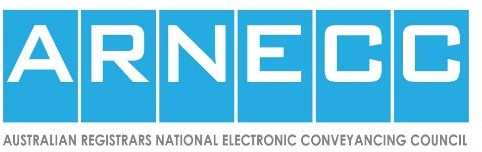 ARNECC
AUSTRALIAN REGISTRARS NATIONAL ELECTRONIC CONVEYANCING COUNCIL